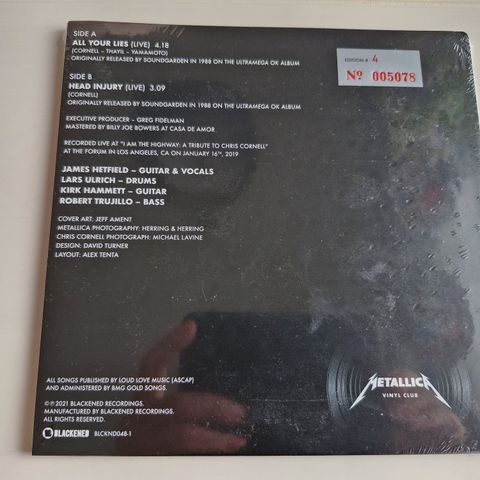 SIDE A
ALL YOUR LIES (LIVE) 4.18
(CORNELL – THAYIL – YAMAMOTO)
ORIGINALLY RELEASED BY SOUNDGARDEN IN 1988 ON THE ULTRAMEGA OK ALBUM
EDITION # 4
Nº 005078
SIDE B
HEAD INJURY (LIVE) 3.09
(CORNELL)
ORIGINALLY RELEASED BY SOUNDGARDEN IN 1988 ON THE ULTRAMEGA OK ALBUM
EXECUTIVE PRODUCER – GREG FIDELMAN
MASTERED BY BILLY JOE BOWERS AT CASA DE AMOR
RECORDED LIVE AT "I AM THE HIGHWAY: A TRIBUTE TO CHRIS CORNELL"
AT THE FORUM IN LOS ANGELES, CA ON JANUARY 16TH, 2019
JAMES HETFIELD – GUITAR & VOCALS
LARS ULRICH – DRUMS
KIRK HAMMETT – GUITAR
ROBERT TRUJILLO – BASS
COVER ART: JEFF AMENT
METALLICA PHOTOGRAPHY: HERRING & HERRING
CHRIS CORNELL PHOTOGRAPHY: MICHAEL LAVINE
DESIGN: DAVID TURNER
LAYOUT: ALEX TENTA
ALL SONGS PUBLISHED BY LOUD LOVE MUSIC (ASCAP)
AND ADMINISTERED BY BMG GOLD SONGS.
©℗ 2021 BLACKENED RECORDINGS.
MANUFACTURED BY BLACKENED RECORDINGS.
ALL RIGHTS RESERVED.
BLACKENED BLCKND048-1
METALLICA
VINYL CLUB